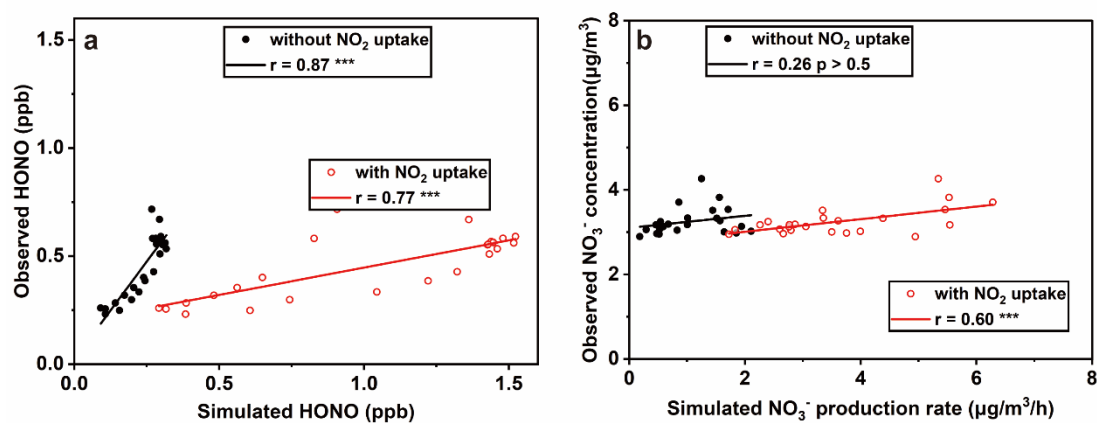 a
without NO₂ uptake
r = 0.87 ***
with NO₂ uptake
r = 0.77 ***
Observed HONO (ppb)
1.5
1.0
0.5
0.0
0.0 0.5 1.0 1.5
Simulated HONO (ppb)
b
without NO₂ uptake
r = 0.26 p > 0.5
with NO₂ uptake
r = 0.60 ***
Observed NO₃⁻ concentration(μg/m³)
8
6
4
2
0
0 2 4 6 8
Simulated NO₃⁻ production rate (μg/m³/h)